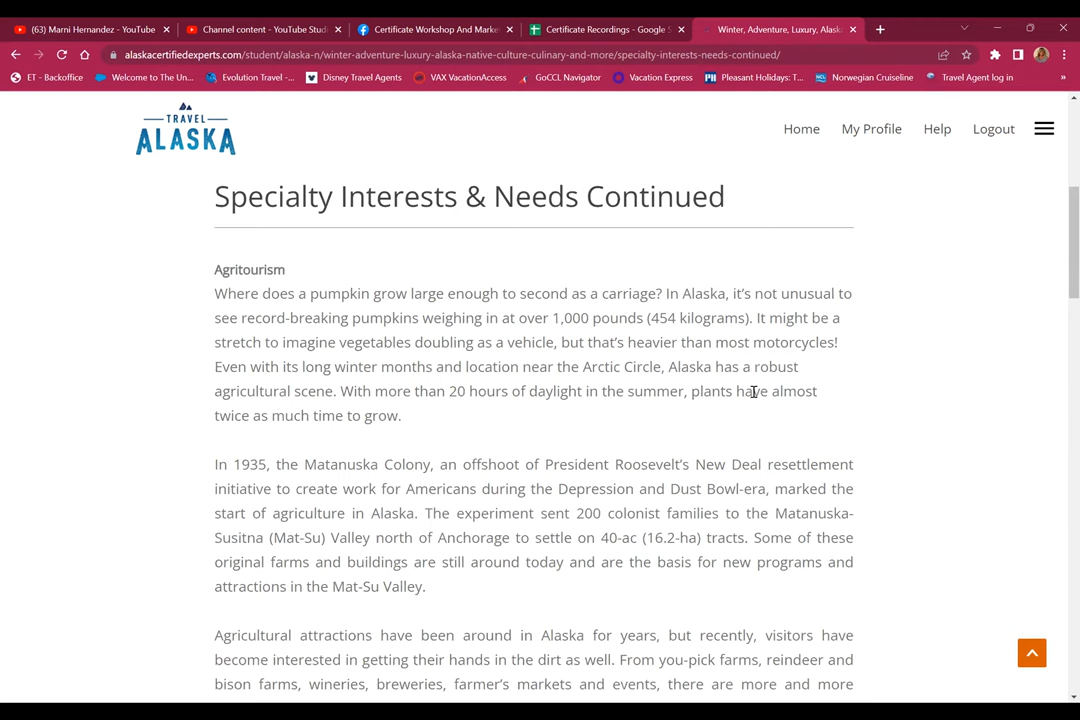 (63) Marni Hernandez - YouTube
Channel content - YouTube Studi
Certificate Workshop And Marke
Certificate Recordings - Google S
Winter, Adventure, Luxury, Alaska
alaskacertifiedexperts.com/student/alaska-n/winter-adventure-luxury-alaska-native-culture-culinary-and-more/specialty-interests-needs-continued/
ET - Backoffice
Welcome to The Un...
Evolution Travel -...
Disney Travel Agents
VAX VacationAccess
GoCCL Navigator
Vacation Express
Pleasant Holidays: T...
Norwegian Cruiseline
Travel Agent log in
TRAVEL
ALASKA
Home
My Profile
Help
Logout
Specialty Interests & Needs Continued
Agritourism
Where does a pumpkin grow large enough to second as a carriage? In Alaska, it’s not unusual to
see record-breaking pumpkins weighing in at over 1,000 pounds (454 kilograms). It might be a
stretch to imagine vegetables doubling as a vehicle, but that’s heavier than most motorcycles!
Even with its long winter months and location near the Arctic Circle, Alaska has a robust
agricultural scene. With more than 20 hours of daylight in the summer, plants have almost
twice as much time to grow.
In 1935, the Matanuska Colony, an offshoot of President Roosevelt’s New Deal resettlement
initiative to create work for Americans during the Depression and Dust Bowl-era, marked the
start of agriculture in Alaska. The experiment sent 200 colonist families to the Matanuska-
Susitna (Mat-Su) Valley north of Anchorage to settle on 40-ac (16.2-ha) tracts. Some of these
original farms and buildings are still around today and are the basis for new programs and
attractions in the Mat-Su Valley.
Agricultural attractions have been around in Alaska for years, but recently, visitors have
become interested in getting their hands in the dirt as well. From you-pick farms, reindeer and
bison farms, wineries, breweries, farmer’s markets and events, there are more and more